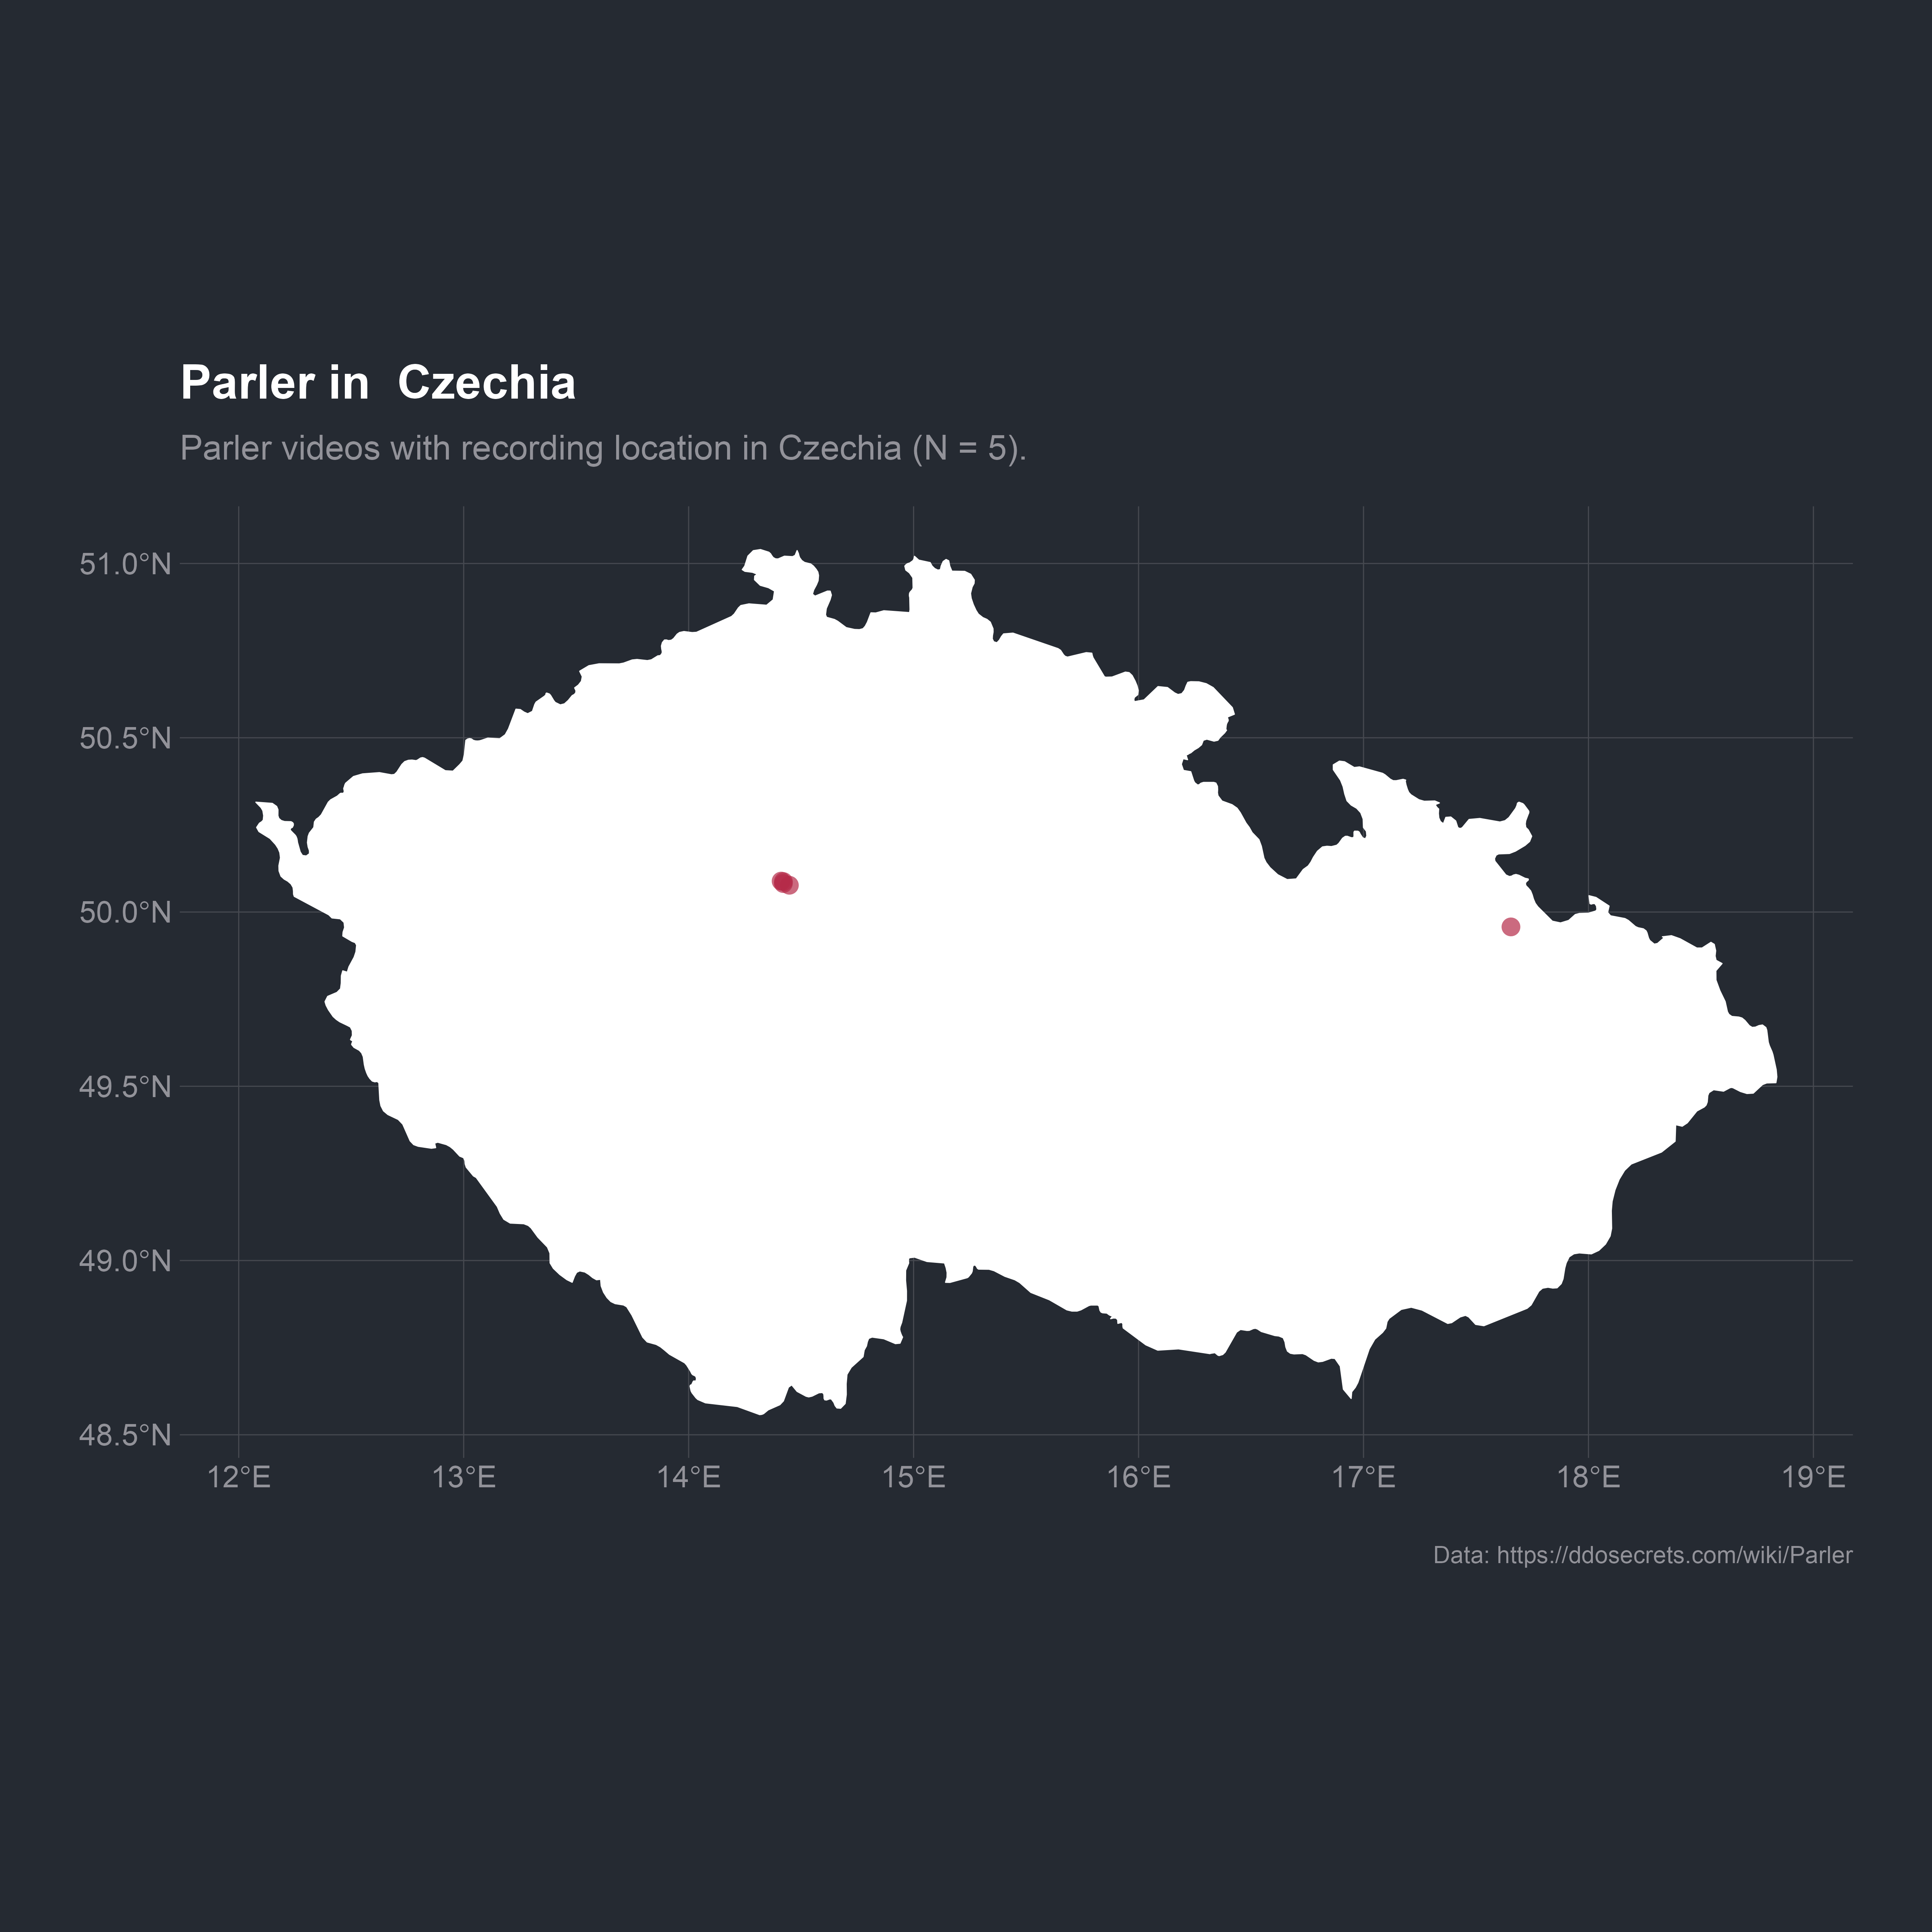 Parler in  Czechia
Parler videos with recording location in Czechia (N = 5).
51.0°N
50.5°N
50.0°N
49.5°N
49.0°N
48.5°N
12°E 13°E 14°E 15°E 16°E 17°E 18°E 19°E
Data: https://ddosecrets.com/wiki/Parler